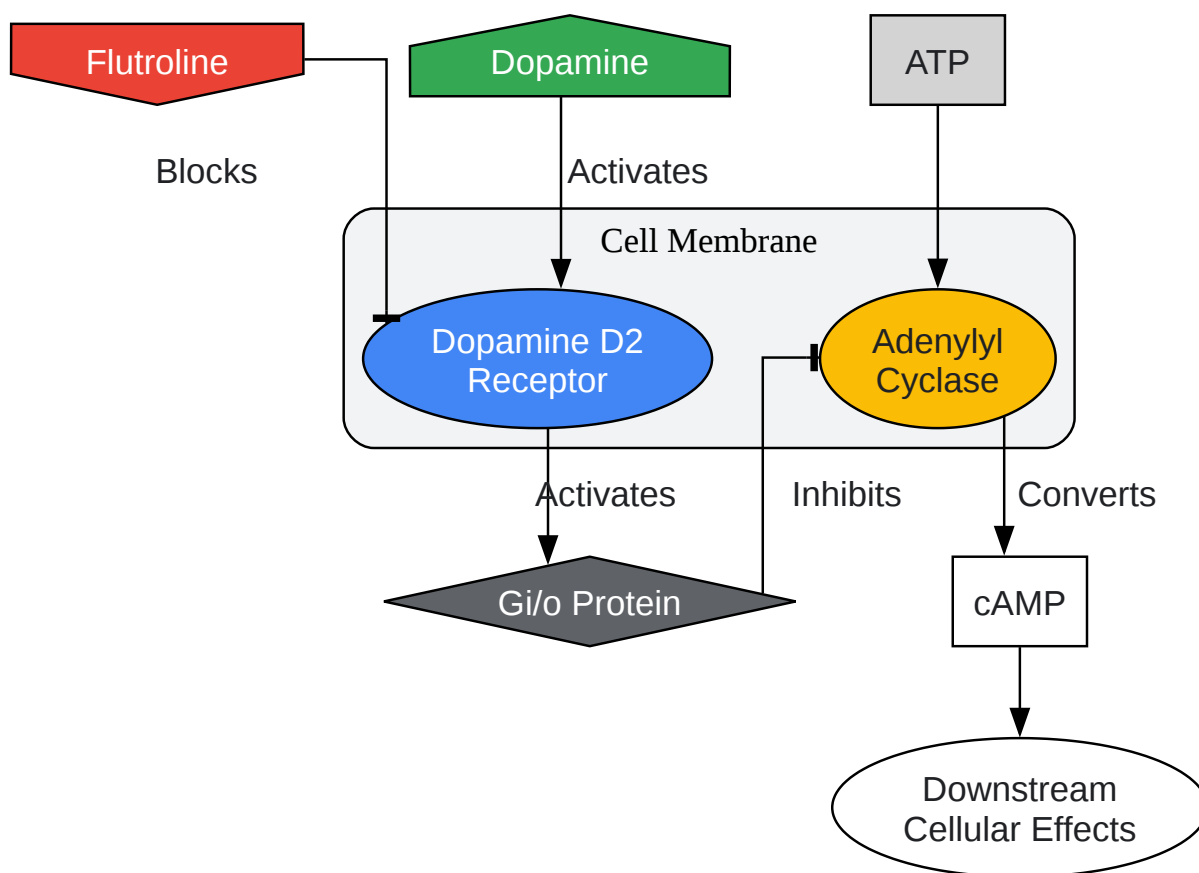 Flutroline
Dopamine
ATP
Blocks
Activates
Cell Membrane
Dopamine D2
Receptor
Adenylyl
Cyclase
Activates
Inhibits
Converts
Gi/o Protein
cAMP
Downstream
Cellular Effects